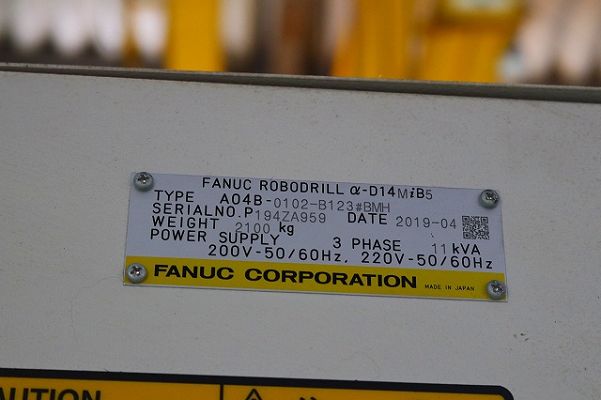 FANUC ROBODRILL α-D14MiB5
TYPE A04B-0102-B123#BMH
SERIALNO.P194ZA959 DATE 2019-04
WEIGHT 2100 kg
POWER SUPPLY 3 PHASE 11kVA
200V-50/60Hz, 220V-50/60Hz
FANUC CORPORATION MADE IN JAPAN
AUTION